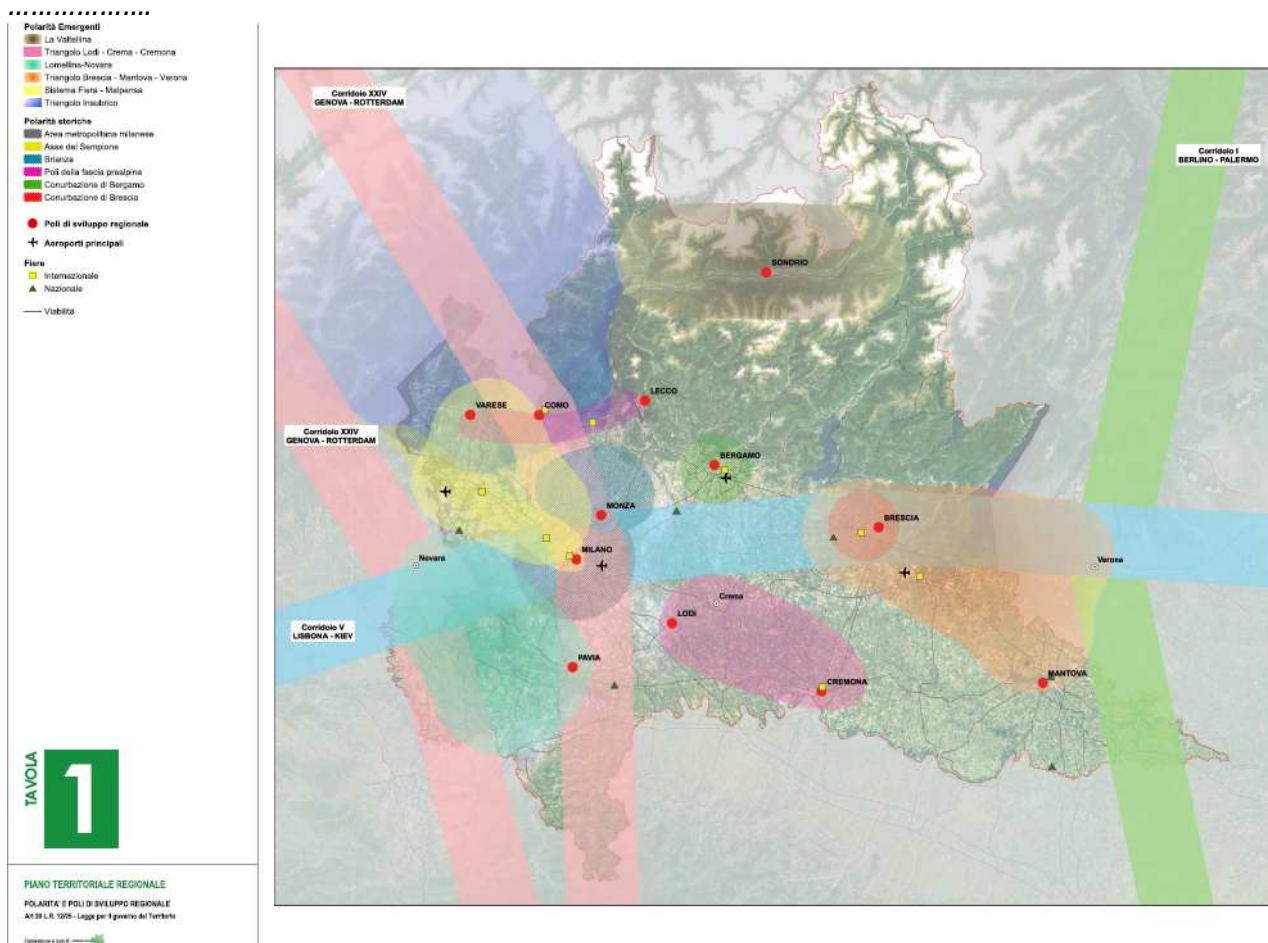 ………………….
Polarità Emergenti
La Valtellina
Triangolo Lodi - Crema - Cremona
Lomellina-Novara
Triangolo Brescia - Mantova - Verona
Sistema Fiera - Malpensa
Triangolo Insubrico
Polarità storiche
Area metropolitana milanese
Asse del Sempione
Brianza
Poli della fascia prealpina
Conurbazione di Bergamo
Conurbazione di Brescia
Poli di sviluppo regionale
Aeroporti principali
Fiere
Internazionale
Nazionale
Viabilità
Corridoio XXIV
GENOVA - ROTTERDAM
Corridoio I
BERLINO - PALERMO
SONDRIO
LECCO
VARESE
COMO
Corridoio XXIV
GENOVA - ROTTERDAM
BERGAMO
MONZA
BRESCIA
MILANO
Novara
Verona
Crema
LODI
Corridoio V
LISBONA - KIEV
PAVIA
MANTOVA
CREMONA
TAVOLA
1
PIANO TERRITORIALE REGIONALE
POLARITA' E POLI DI SVILUPPO REGIONALE
Art 20 L.R. 12/05 - Legge per il governo del Territorio